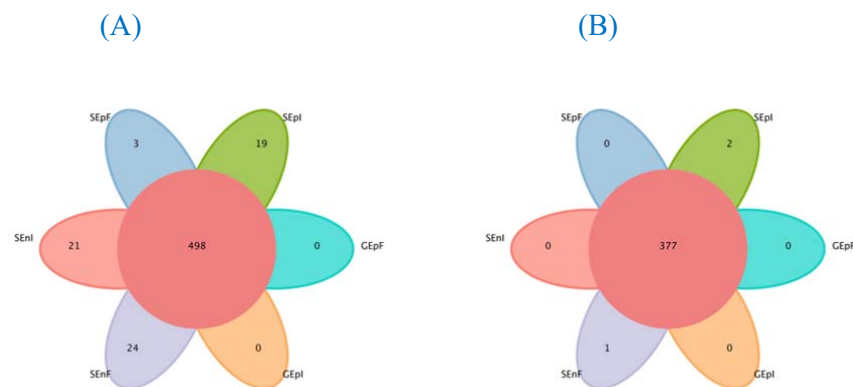 (A) (B)
SEpF SEpI SEpF SEpI
3 19 0 2
SEnI 21 498 0 GEpF SEnI 0 377 0 GEpF
24 0 1 0
SEnF GEpI SEnF GEpI